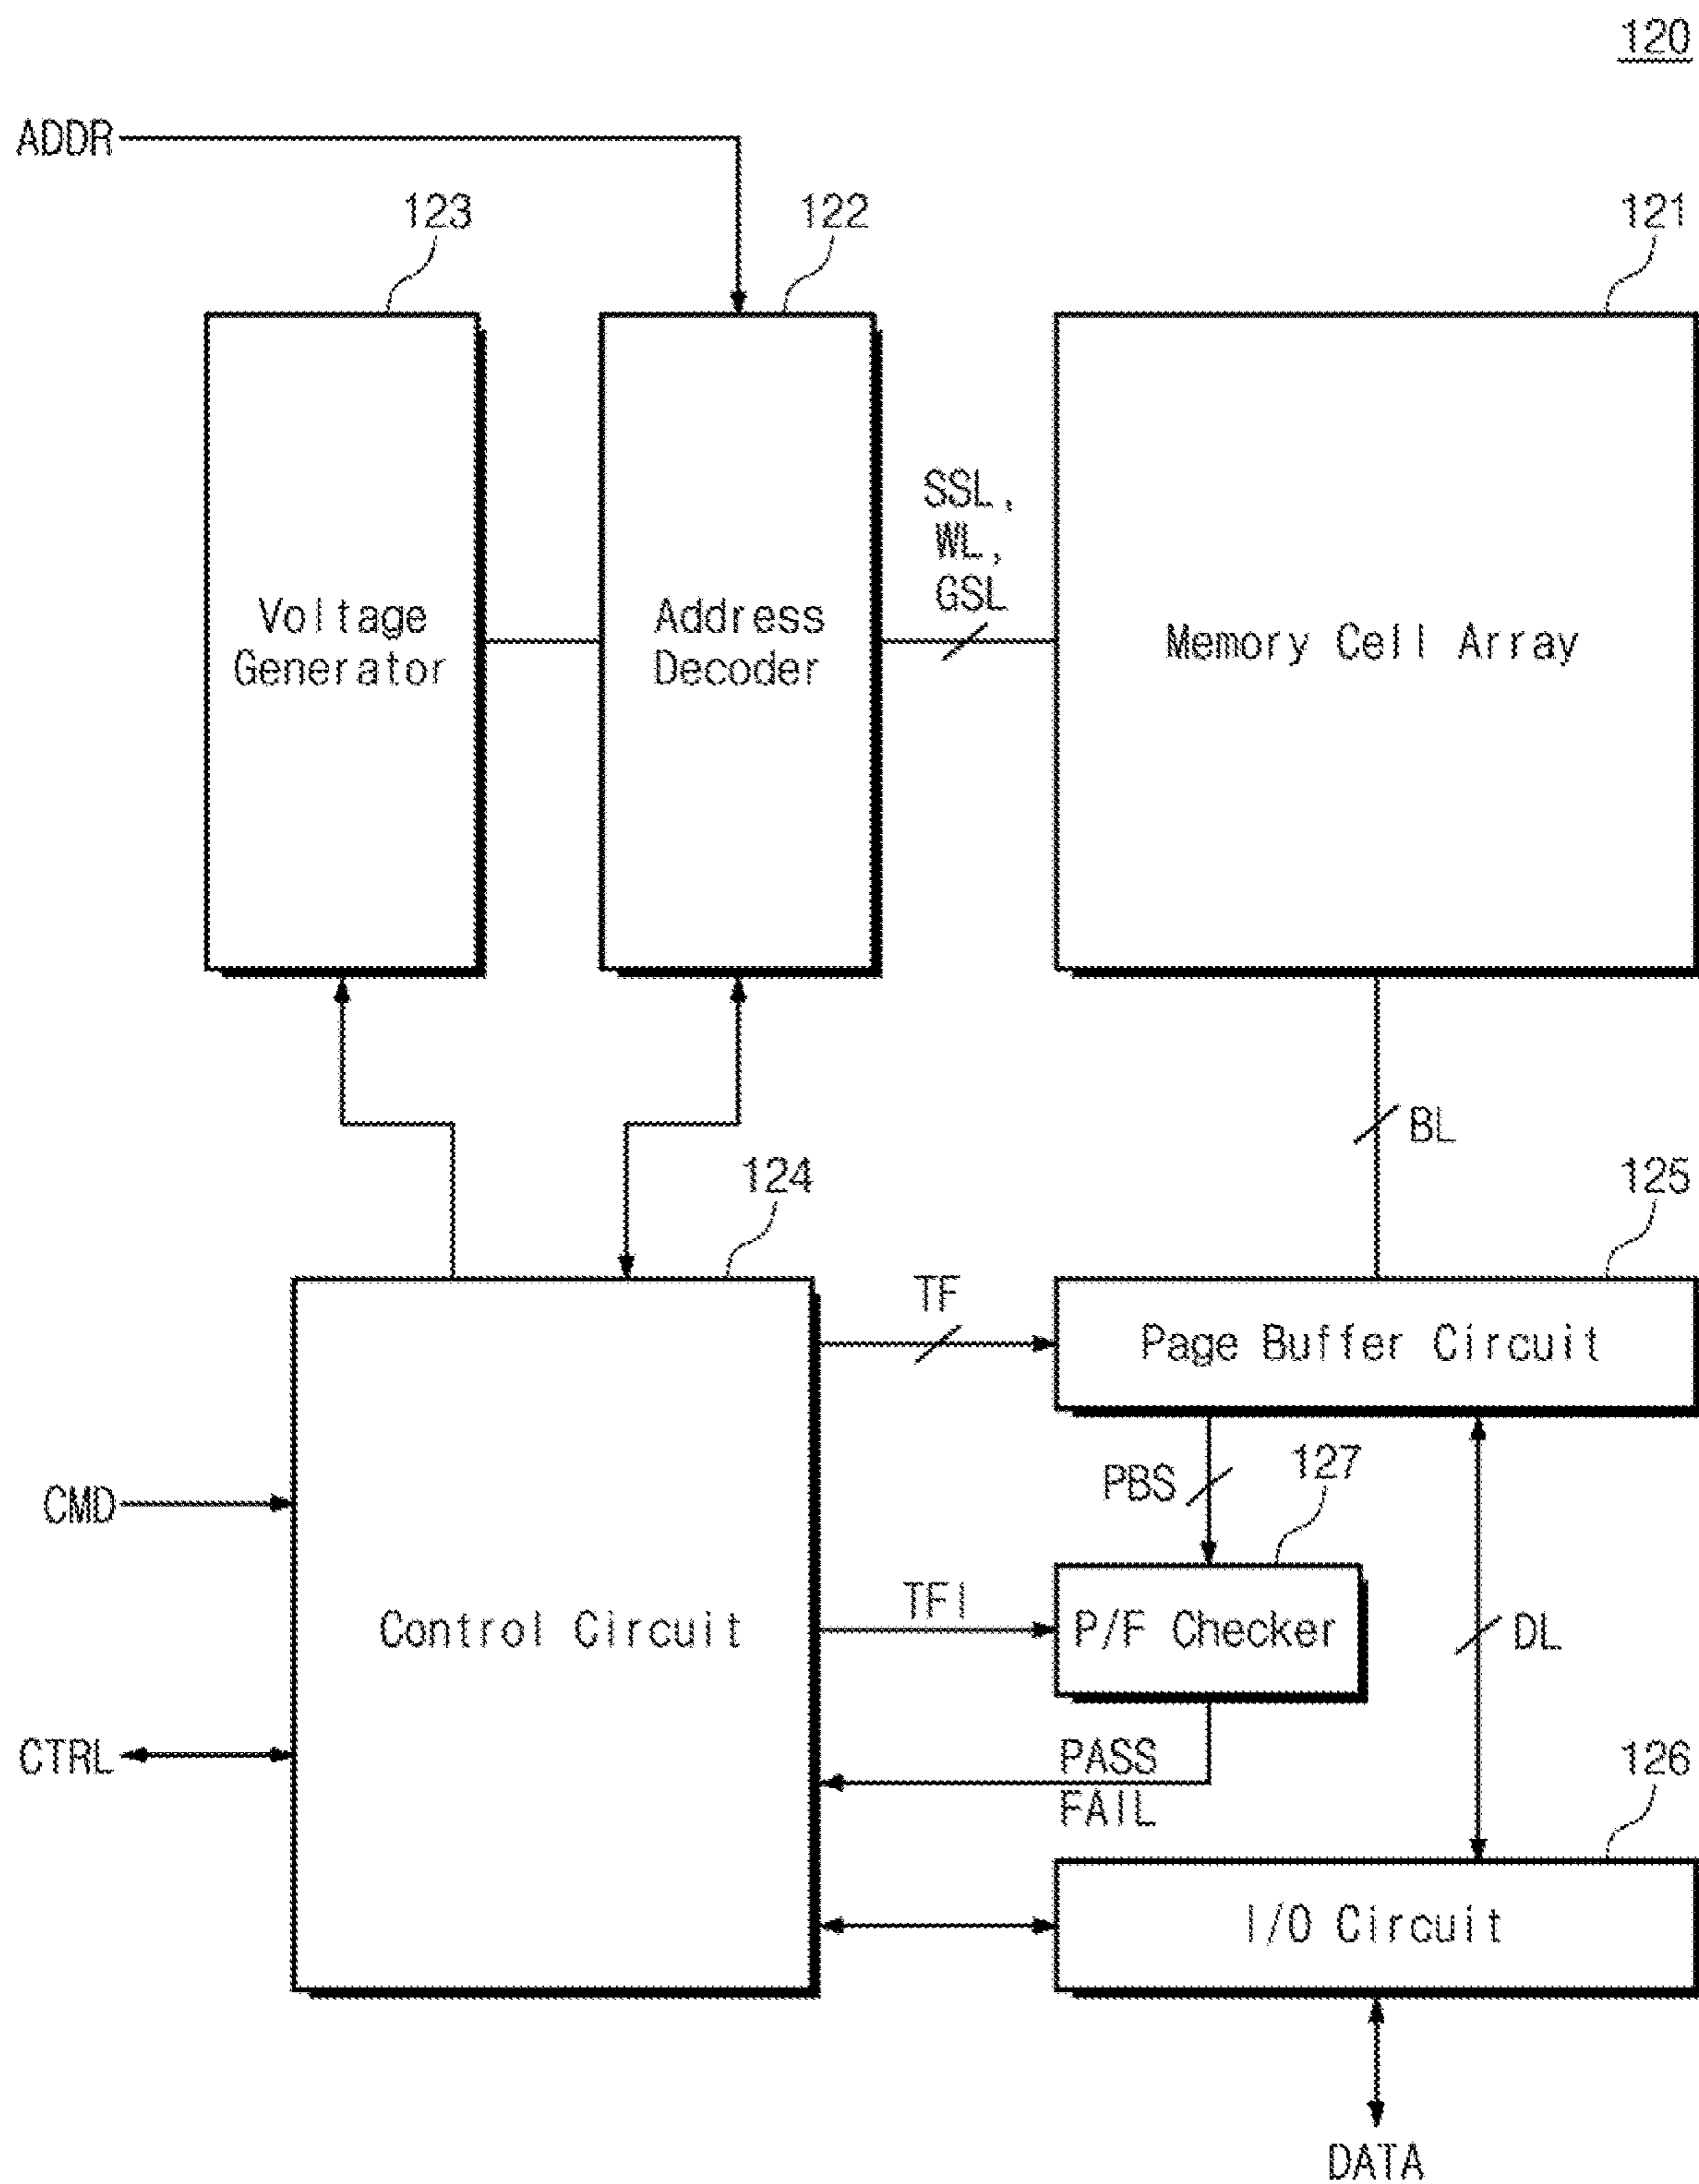 120
ADDR
123
122
121
SSL,
WL,
GSL
Voltage
Generator
Address
Decoder
Memory Cell Array
BL
124
125
TF
Page Buffer Circuit
PBS
127
CMD
TFI
Control Circuit
P/F Checker
DL
CTRL
PASS
FAIL
126
I/O Circuit
DATA